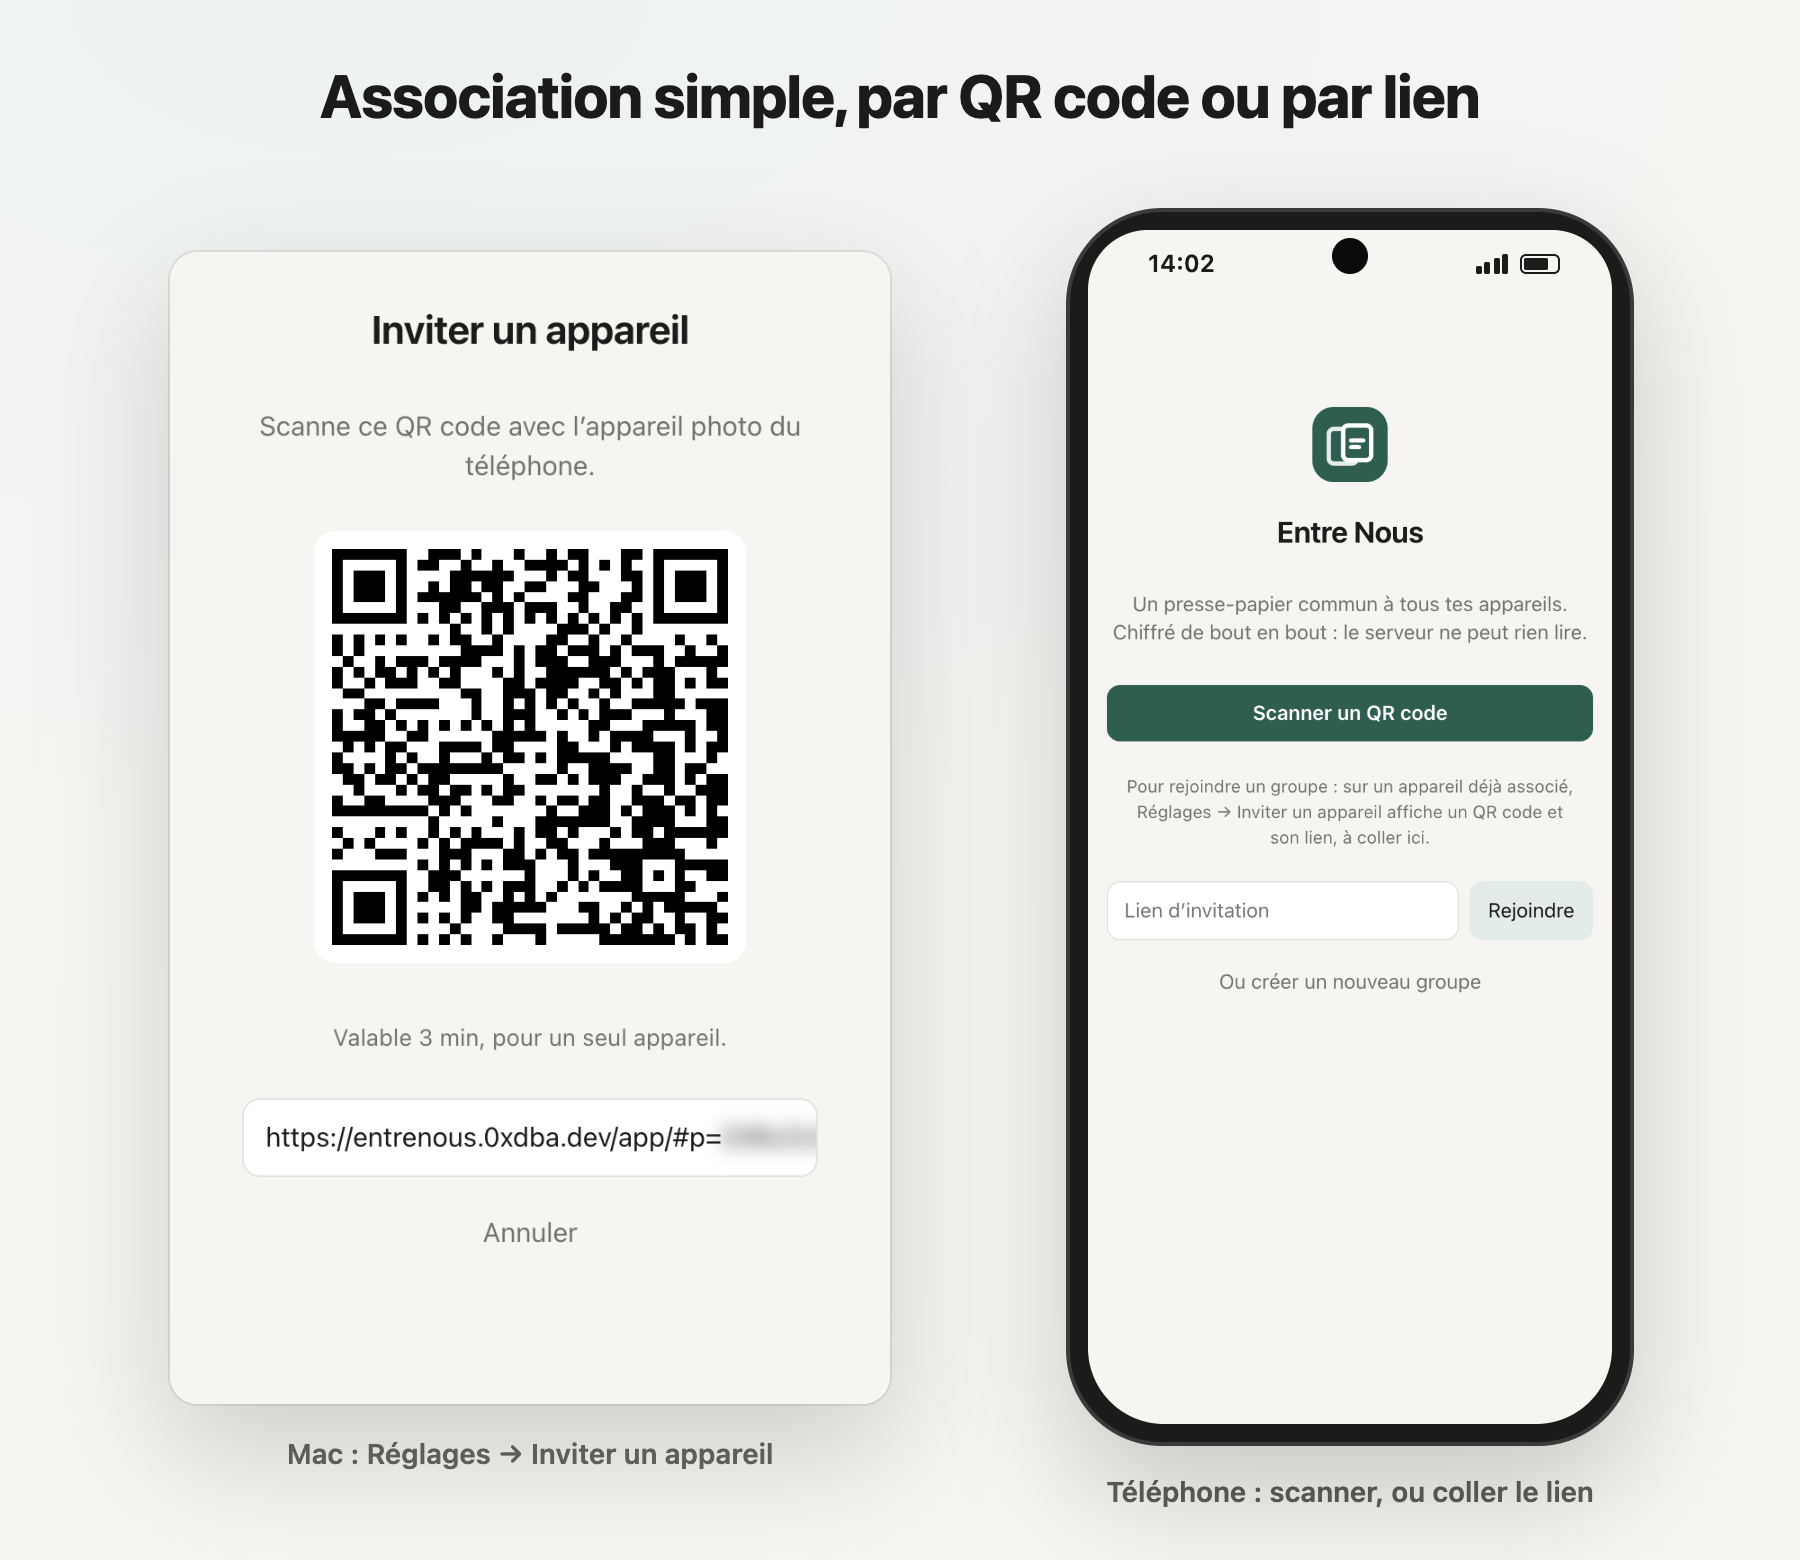 Association simple, par QR code ou par lien
Inviter un appareil
Scanne ce QR code avec l’appareil photo du
téléphone.
Valable 3 min, pour un seul appareil.
https://entrenous.0xdba.dev/app/#p=
Annuler
Mac : Réglages → Inviter un appareil
14:02
Entre Nous
Un presse-papier commun à tous tes appareils.
Chiffré de bout en bout : le serveur ne peut rien lire.
Scanner un QR code
Pour rejoindre un groupe : sur un appareil déjà associé,
Réglages → Inviter un appareil affiche un QR code et
son lien, à coller ici.
Lien d’invitation
Rejoindre
Ou créer un nouveau groupe
Téléphone : scanner, ou coller le lien